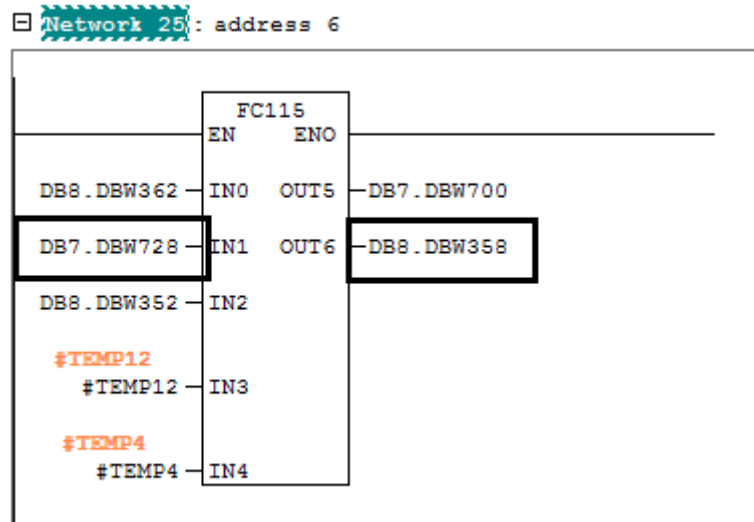 Network 25: address 6
FC115
EN ENO
DB8.DBW362 IN0 OUT5 DB7.DBW700
DB7.DBW728 IN1 OUT6 DB8.DBW358
DB8.DBW352 IN2
#TEMP12
#TEMP12 IN3
#TEMP4
#TEMP4 IN4